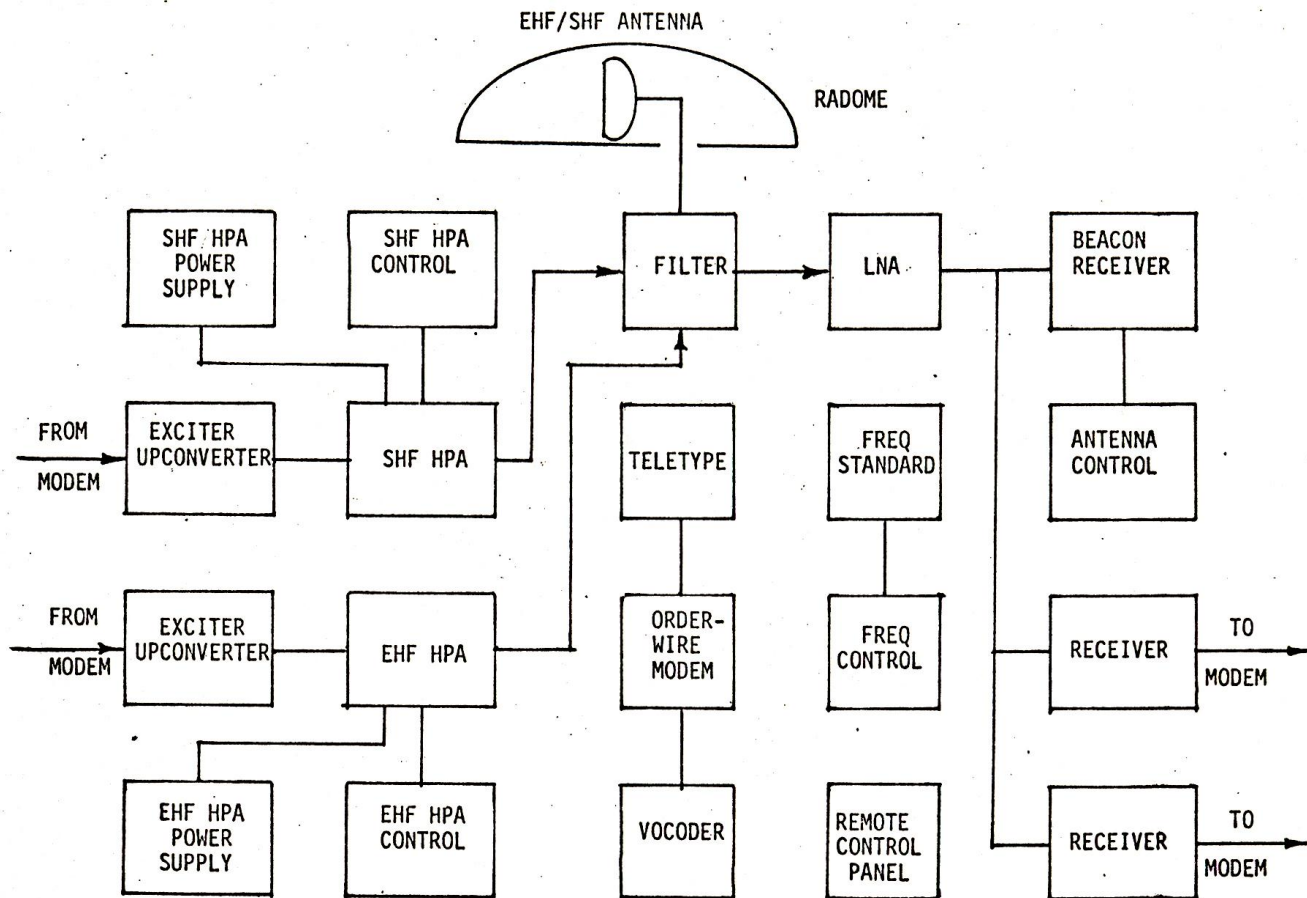 EHF/SHF ANTENNA
RADOME
SHF HPA
POWER
SUPPLY
SHF HPA
CONTROL
FILTER
LNA
BEACON
RECEIVER
FROM
MODEM
EXCITER
UPCONVERTER
SHF HPA
TELETYPE
FREQ
STANDARD
ANTENNA
CONTROL
FROM
MODEM
EXCITER
UPCONVERTER
EHF HPA
ORDER-
WIRE
MODEM
FREQ
CONTROL
RECEIVER
TO
MODEM
EHF HPA
POWER
SUPPLY
EHF HPA
CONTROL
VOCODER
REMOTE
CONTROL
PANEL
RECEIVER
TO
MODEM